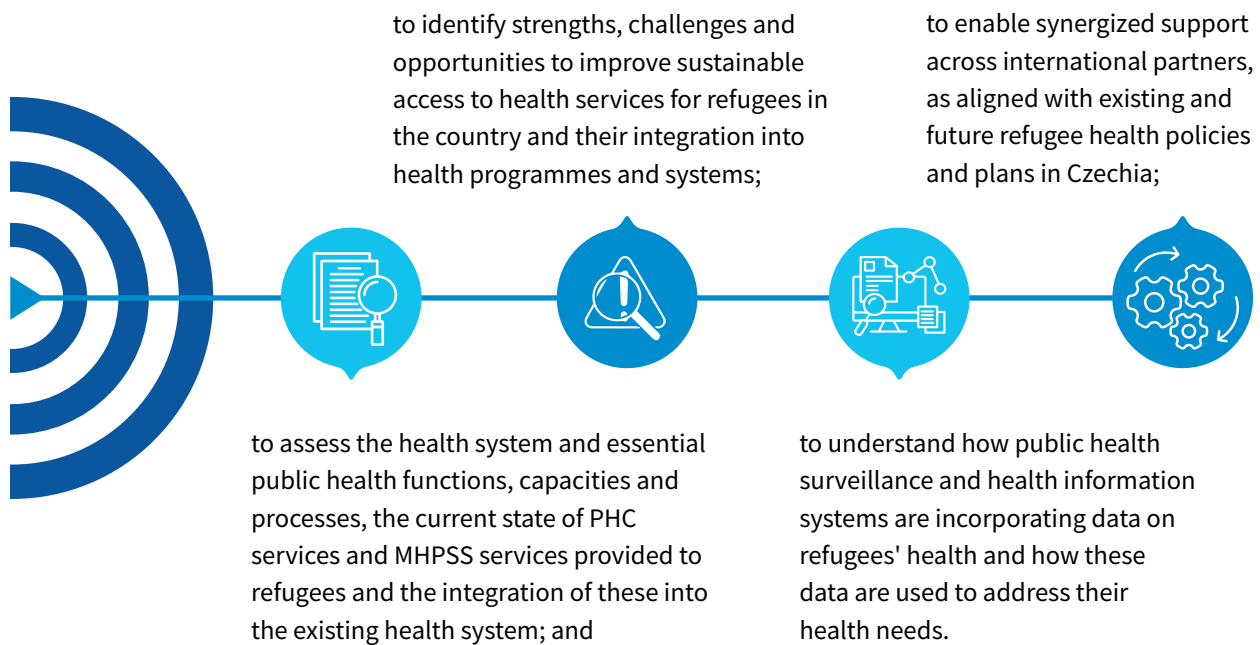 to identify strengths, challenges and
opportunities to improve sustainable
access to health services for refugees in
the country and their integration into
health programmes and systems;
to enable synergized support
across international partners,
as aligned with existing and
future refugee health policies
and plans in Czechia;
to assess the health system and essential
public health functions, capacities and
processes, the current state of PHC
services and MHPSS services provided to
refugees and the integration of these into
the existing health system; and
to understand how public health
surveillance and health information
systems are incorporating data on
refugees' health and how these
data are used to address their
health needs.